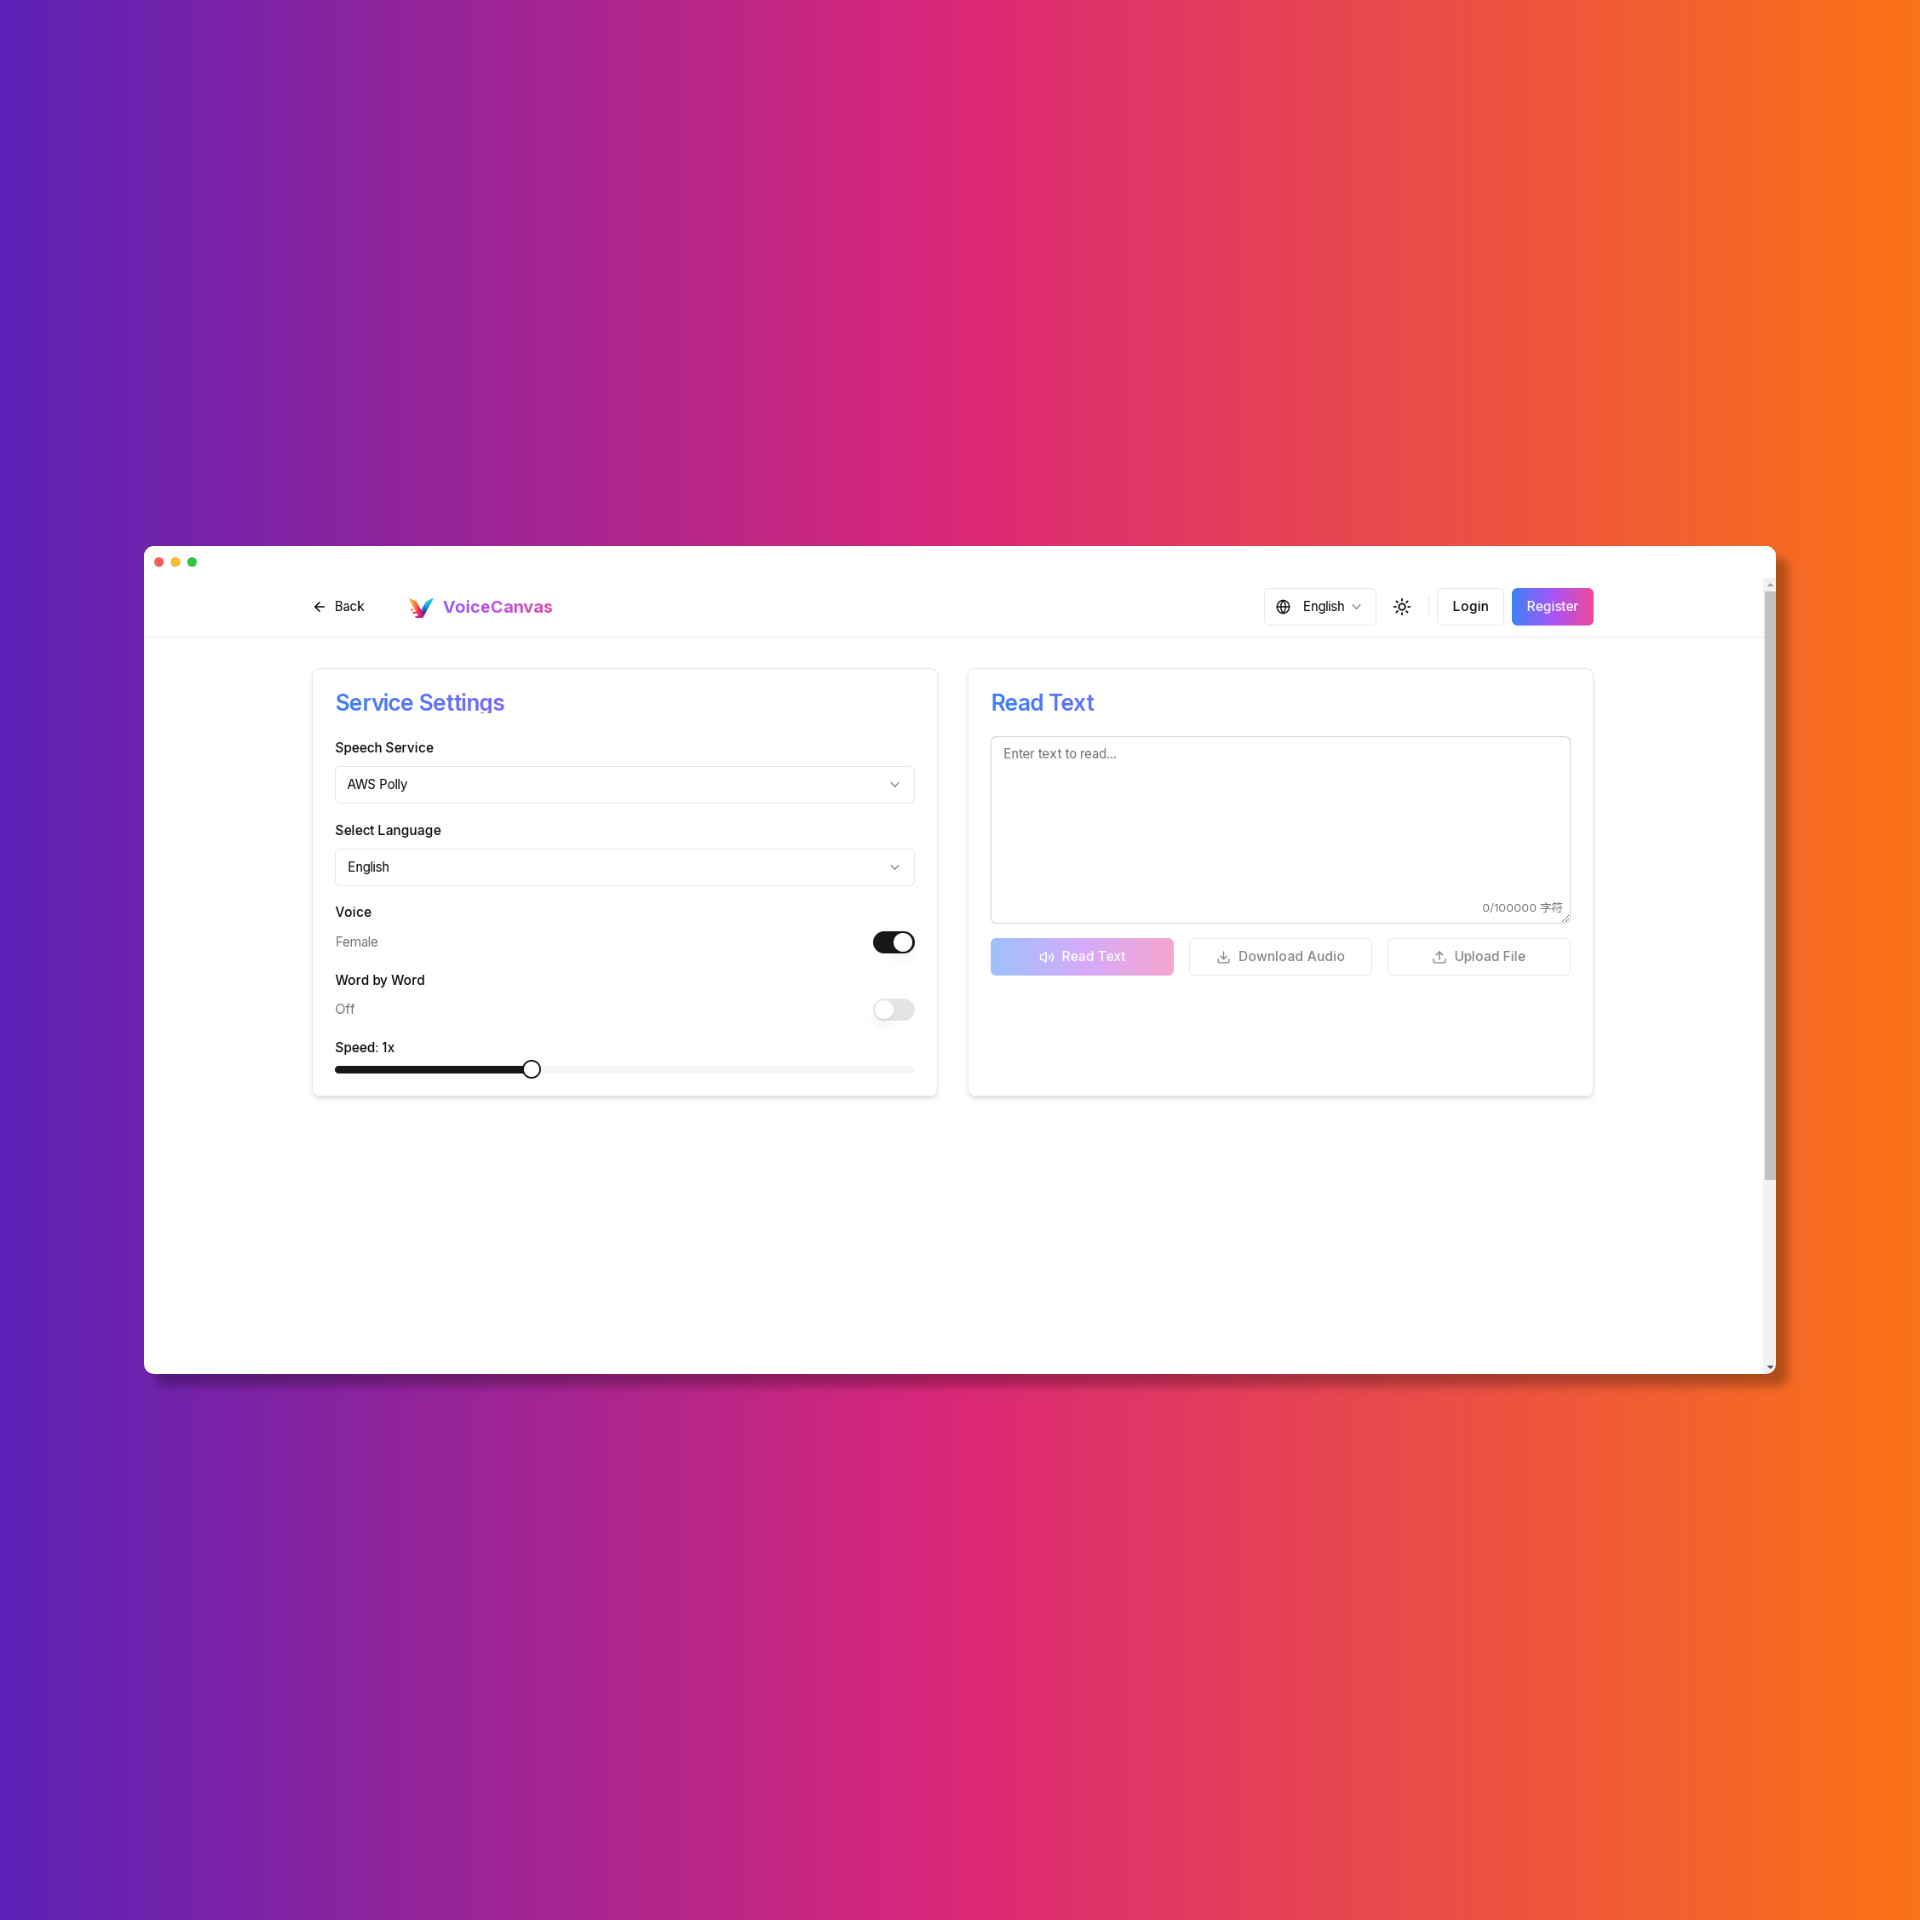 Back
VoiceCanvas
English
Login
Register
Service Settings
Speech Service
AWS Polly
Select Language
English
Voice
Female
Word by Word
Off
Speed: 1x
Read Text
Enter text to read...
0/100000 字符
Read Text
Download Audio
Upload File